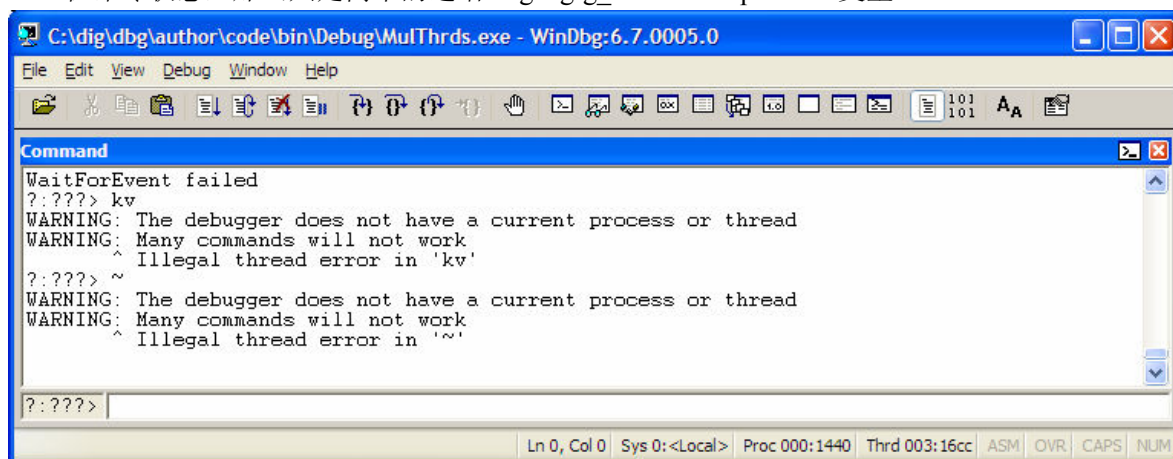 C:\dig\dbg\author\code\bin\Debug\MulThrds.exe - WinDbg:6.7.0005.0
File Edit View Debug Window Help
Command
WaitForEvent failed
?:???> kv
WARNING: The debugger does not have a current process or thread
WARNING: Many commands will not work
^ Illegal thread error in 'kv'
?:???> ~
WARNING: The debugger does not have a current process or thread
WARNING: Many commands will not work
^ Illegal thread error in '~'
?:???>
Ln 0, Col 0 Sys 0:<Local> Proc 000:1440 Thrd 003:16cc ASM OVR CAPS NUM